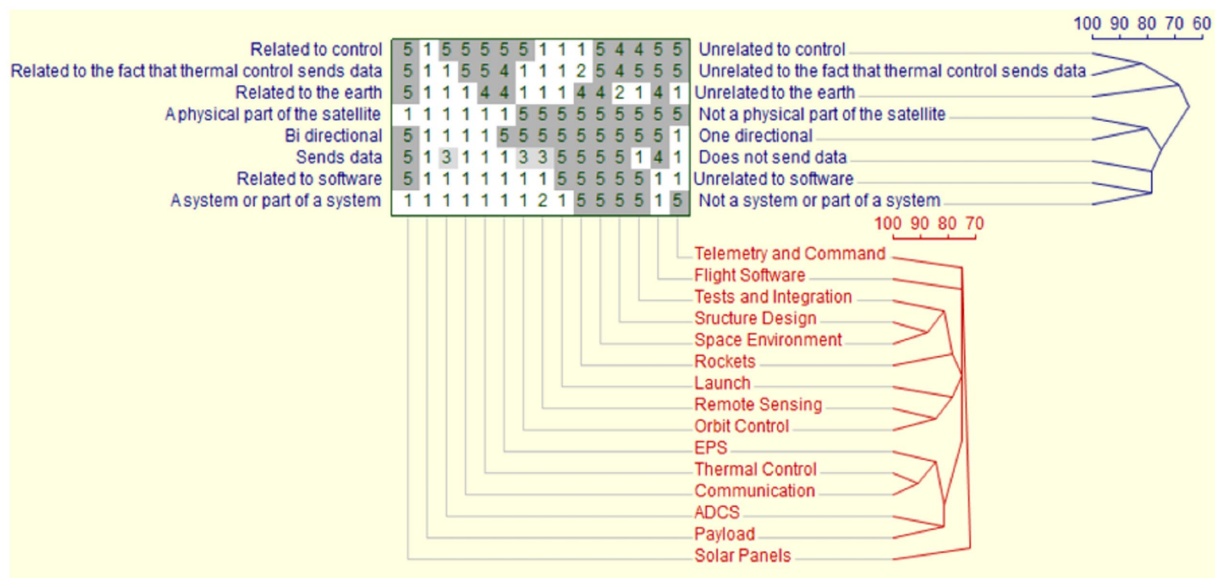 100 90 80 70 60
Related to control 5 1 5 5 5 5 5 1 1 1 5 4 4 5 5 Unrelated to control
Related to the fact that thermal control sends data 5 1 1 5 5 4 1 1 1 2 5 4 5 5 5 Unrelated to the fact that thermal control sends data
Related to the earth 5 1 1 1 4 4 1 1 1 4 4 2 1 4 1 Unrelated to the earth
A physical part of the satellite 1 1 1 1 1 1 5 5 5 5 5 5 5 5 5 Not a physical part of the satellite
Bi directional 5 1 1 1 1 5 5 5 5 5 5 5 5 5 1 One directional
Sends data 5 1 3 1 1 1 3 3 5 5 5 5 1 4 1 Does not send data
Related to software 5 1 1 1 1 1 1 1 5 5 5 5 5 1 1 Unrelated to software
A system or part of a system 1 1 1 1 1 1 1 2 1 5 5 5 5 1 5 Not a system or part of a system
100 90 80 70
Telemetry and Command
Flight Software
Tests and Integration
Sructure Design
Space Environment
Rockets
Launch
Remote Sensing
Orbit Control
EPS
Thermal Control
Communication
ADCS
Payload
Solar Panels